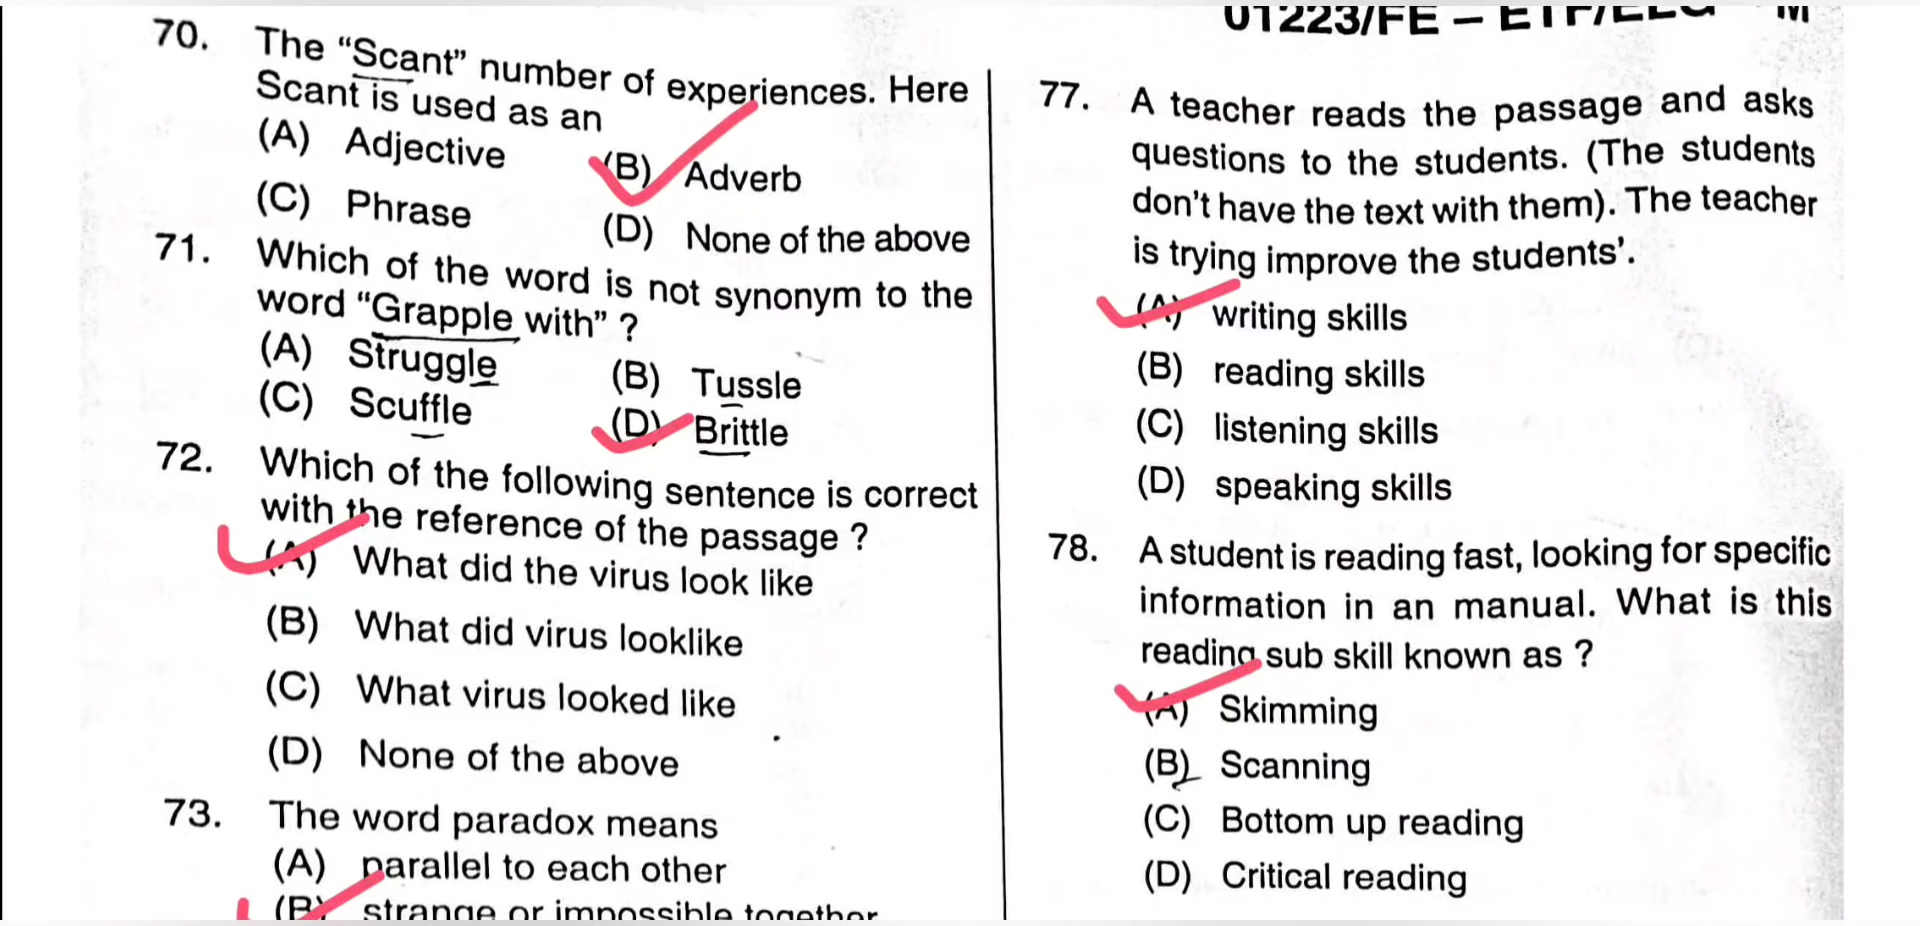 70. The “Scant” number of experiences. Here
Scant is used as an
(A) Adjective (B) Adverb
(C) Phrase (D) None of the above
71. Which of the word is not synonym to the
word “Grapple with” ?
(A) Struggle (B) Tussle
(C) Scuffle (D) Brittle
72. Which of the following sentence is correct
with the reference of the passage ?
(A) What did the virus look like
(B) What did virus looklike
(C) What virus looked like
(D) None of the above
73. The word paradox means
(A) parallel to each other
(B) strange or impossible together
01223/FE – ETP/ELG M
77. A teacher reads the passage and asks
questions to the students. (The students
don't have the text with them). The teacher
is trying improve the students'.
(A) writing skills
(B) reading skills
(C) listening skills
(D) speaking skills
78. A student is reading fast, looking for specific
information in an manual. What is this
reading sub skill known as ?
(A) Skimming
(B) Scanning
(C) Bottom up reading
(D) Critical reading